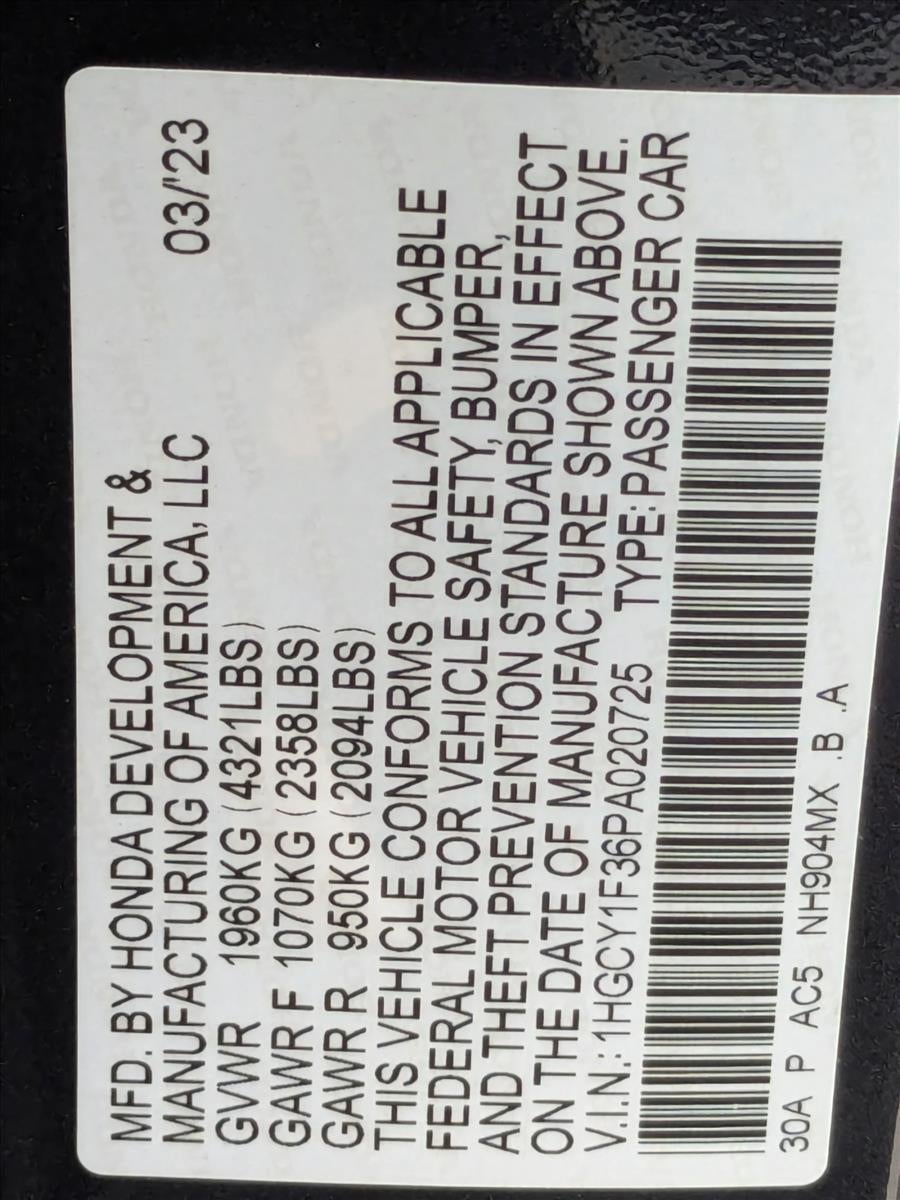 MFD. BY HONDA DEVELOPMENT &
MANUFACTURING OF AMERICA, LLC 03/'23
GVWR 1960KG (4321LBS)
GAWR F 1070KG (2358LBS)
GAWR R 950KG (2094LBS)
THIS VEHICLE CONFORMS TO ALL APPLICABLE
FEDERAL MOTOR VEHICLE SAFETY, BUMPER,
AND THEFT PREVENTION STANDARDS IN EFFECT
ON THE DATE OF MANUFACTURE SHOWN ABOVE.
V.I.N.: 1HGCY1F36PA020725 TYPE: PASSENGER CAR
30A P AC5 NH904MX .B .A